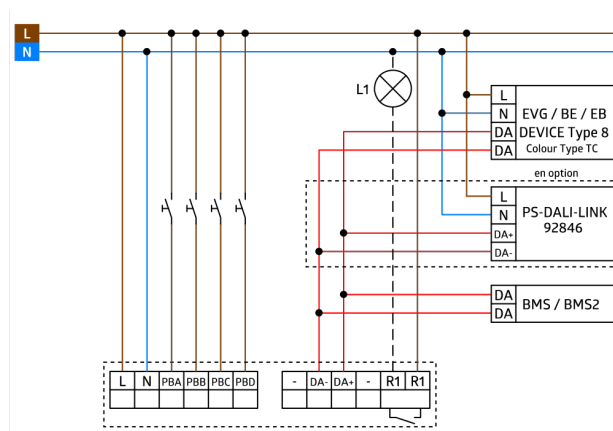 L
N
L1
L
N
DA
DA
EVG / BE / EB
DEVICE Type 8
Colour Type TC
en option
L
N
DA+
DA-
PS-DALI-LINK
92846
DA
DA
BMS / BMS2
L N PBA PBB PBC PBD
- DA- DA+ - R1 R1